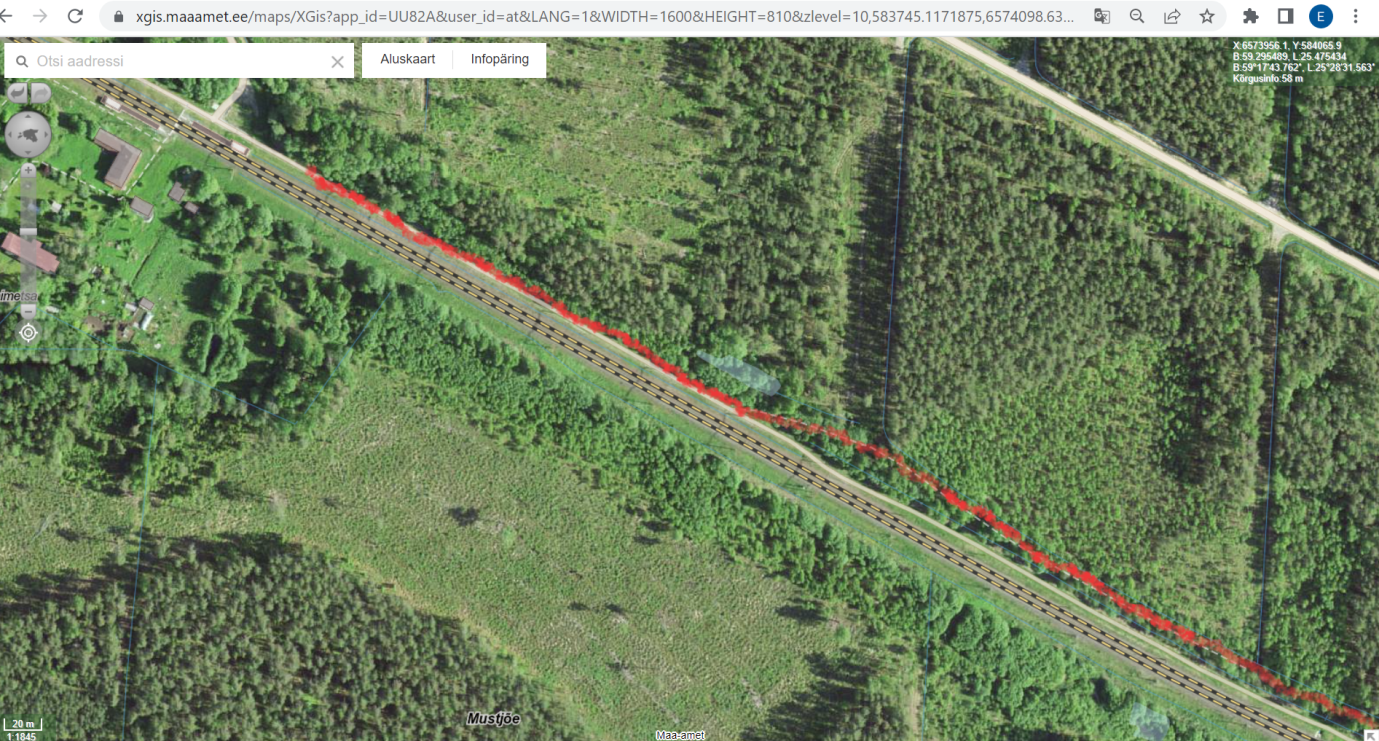 xgis.maaamet.ee/maps/XGis?app_id=UU82A&user_id=at&LANG=1&WIDTH=1600&HEIGHT=810&zlevel=10,583745.1171875,6574098.63...
E
Otsi aadressi
Aluskaart
Infopäring
X:6573956.1, Y:584065.9
B:59.295489, L:25.475434
B:59°17'43.762", L:25°28'31.563"
Kõrgusinfo:58 m
imetsa
Mustjõe
20 m
1:1845
Maa-amet